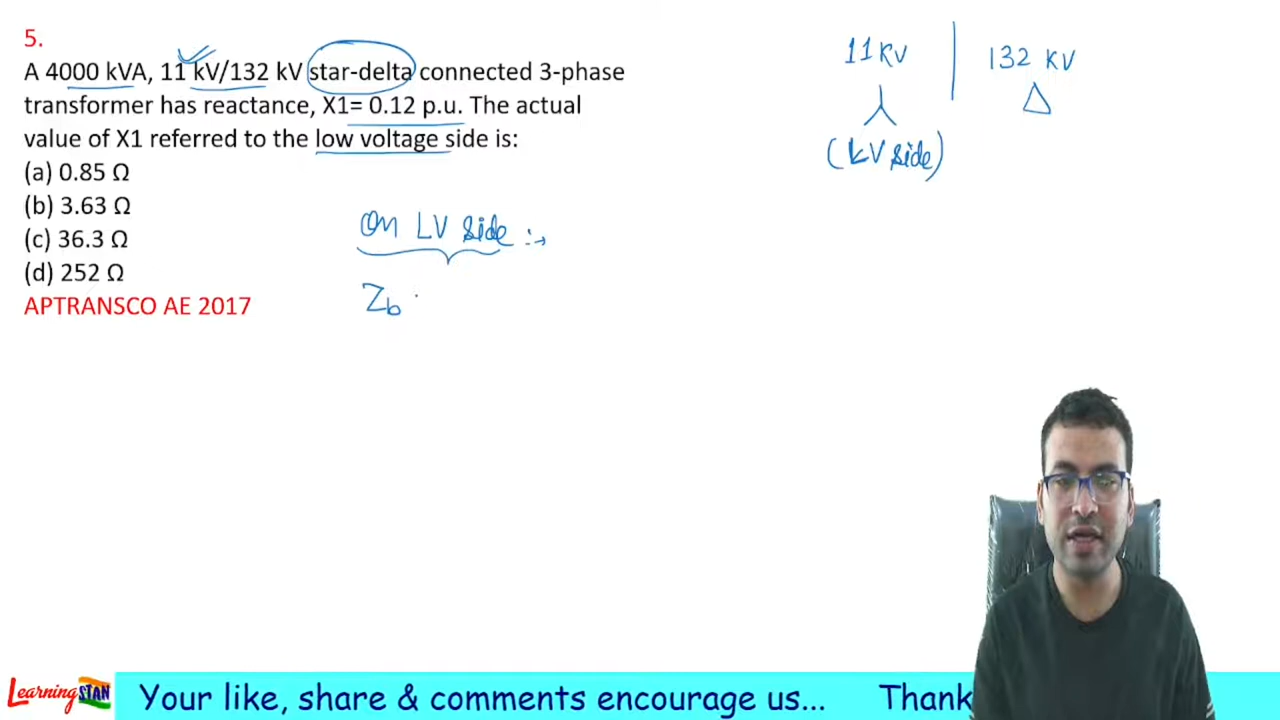 5.
A 4000 kVA, 11 kV/132 kV star-delta connected 3-phase
transformer has reactance, X1= 0.12 p.u. The actual
value of X1 referred to the low voltage side is:
(a) 0.85 Ω
(b) 3.63 Ω
(c) 36.3 Ω
(d) 252 Ω
APTRANSCO AE 2017
11 kV
132 kV
(LV side)
On LV side :→
Zb
LearningSTAN
Your like, share & comments encourage us... Thank